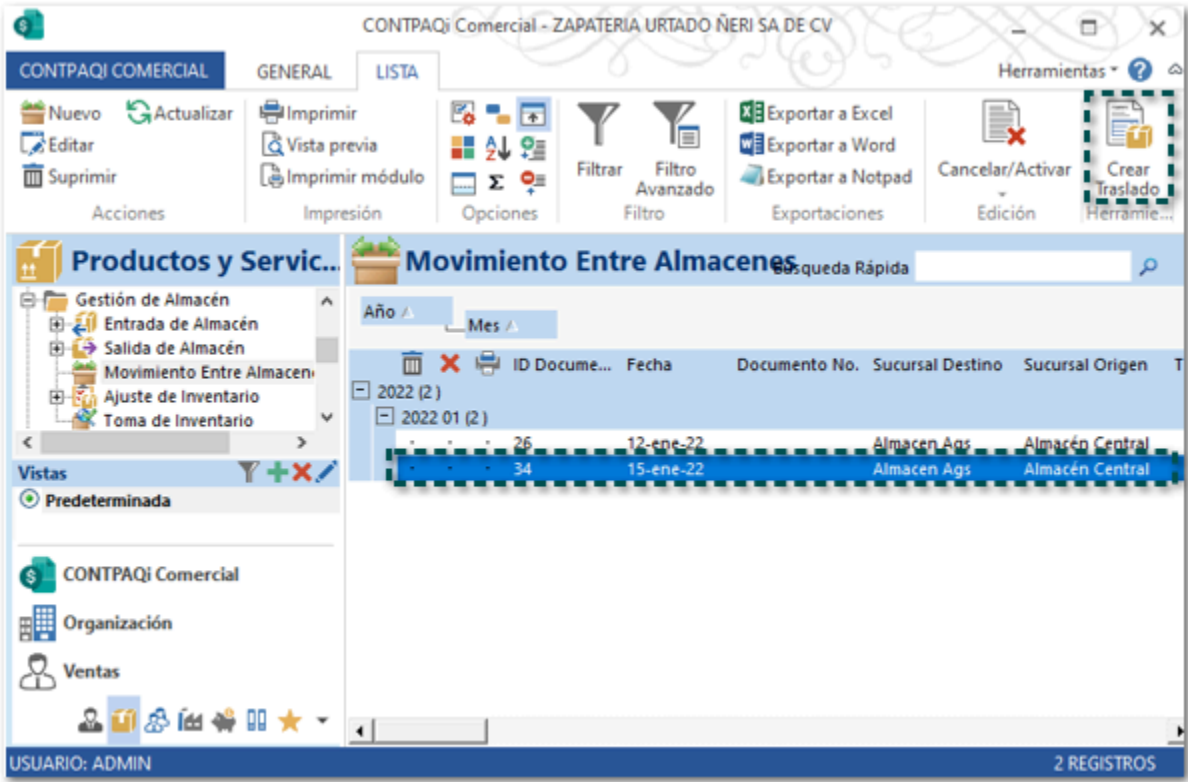 CONTPAQi Comercial - ZAPATERIA URTADO ÑERI SA DE CV
CONTPAQI COMERCIAL GENERAL LISTA Herramientas
Nuevo Actualizar
Editar
Suprimir
Acciones
Imprimir
Vista previa
Imprimir módulo
Impresión
Opciones
Filtrar
Filtro Avanzado
Filtro
Exportar a Excel
Exportar a Word
Exportar a Notpad
Exportaciones
Cancelar/Activar
Edición
Crear
Traslado
Herramie...
Productos y Servic...
Gestión de Almacén
Entrada de Almacén
Salida de Almacén
Movimiento Entre Almacen
Ajuste de Inventario
Toma de Inventario
Vistas
Predeterminada
CONTPAQi Comercial
Organización
Ventas
Movimiento Entre Almacenes
Búsqueda Rápida
Año
Mes
ID Docume... Fecha Documento No. Sucursal Destino Sucursal Origen T
2022 (2 )
2022 01 (2 )
26 12-ene-22 Almacen Ags Almacén Central
34 15-ene-22 Almacen Ags Almacén Central
USUARIO: ADMIN 2 REGISTROS